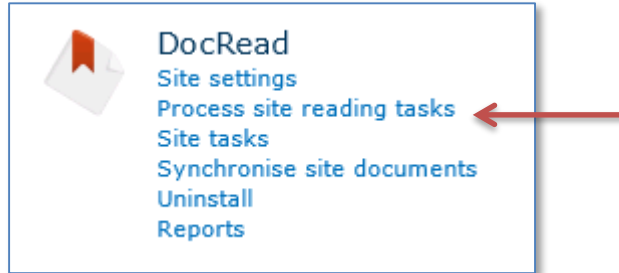 DocRead
Site settings
Process site reading tasks
Site tasks
Synchronise site documents
Uninstall
Reports